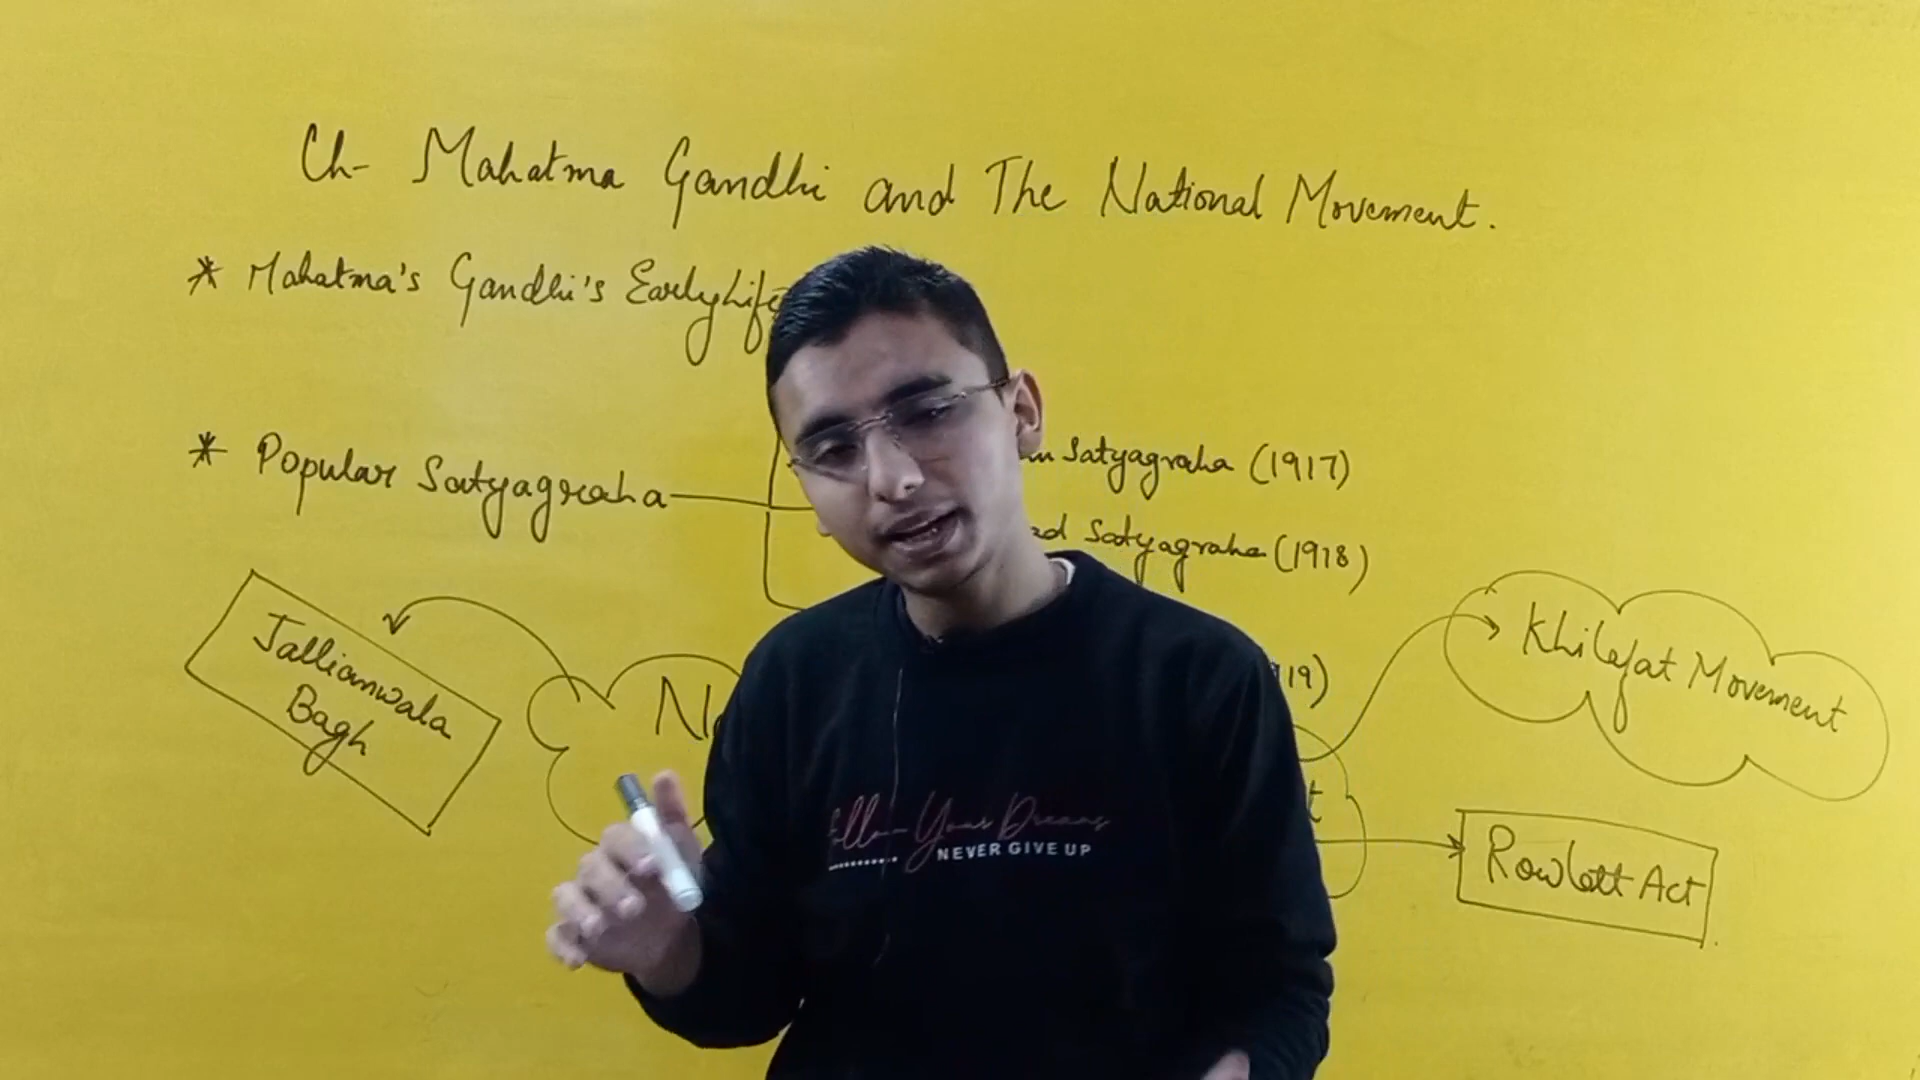 Ch- Mahatma Gandhi and The National Movement.
* Mahatma's Gandhi's Early Life
* Popular Satyagraha
Satyagraha (1917)
Satyagraha (1918)
Jallianwala
Bagh
Khilafat Movement
Rowlatt Act
Follow Your Dreams
NEVER GIVE UP